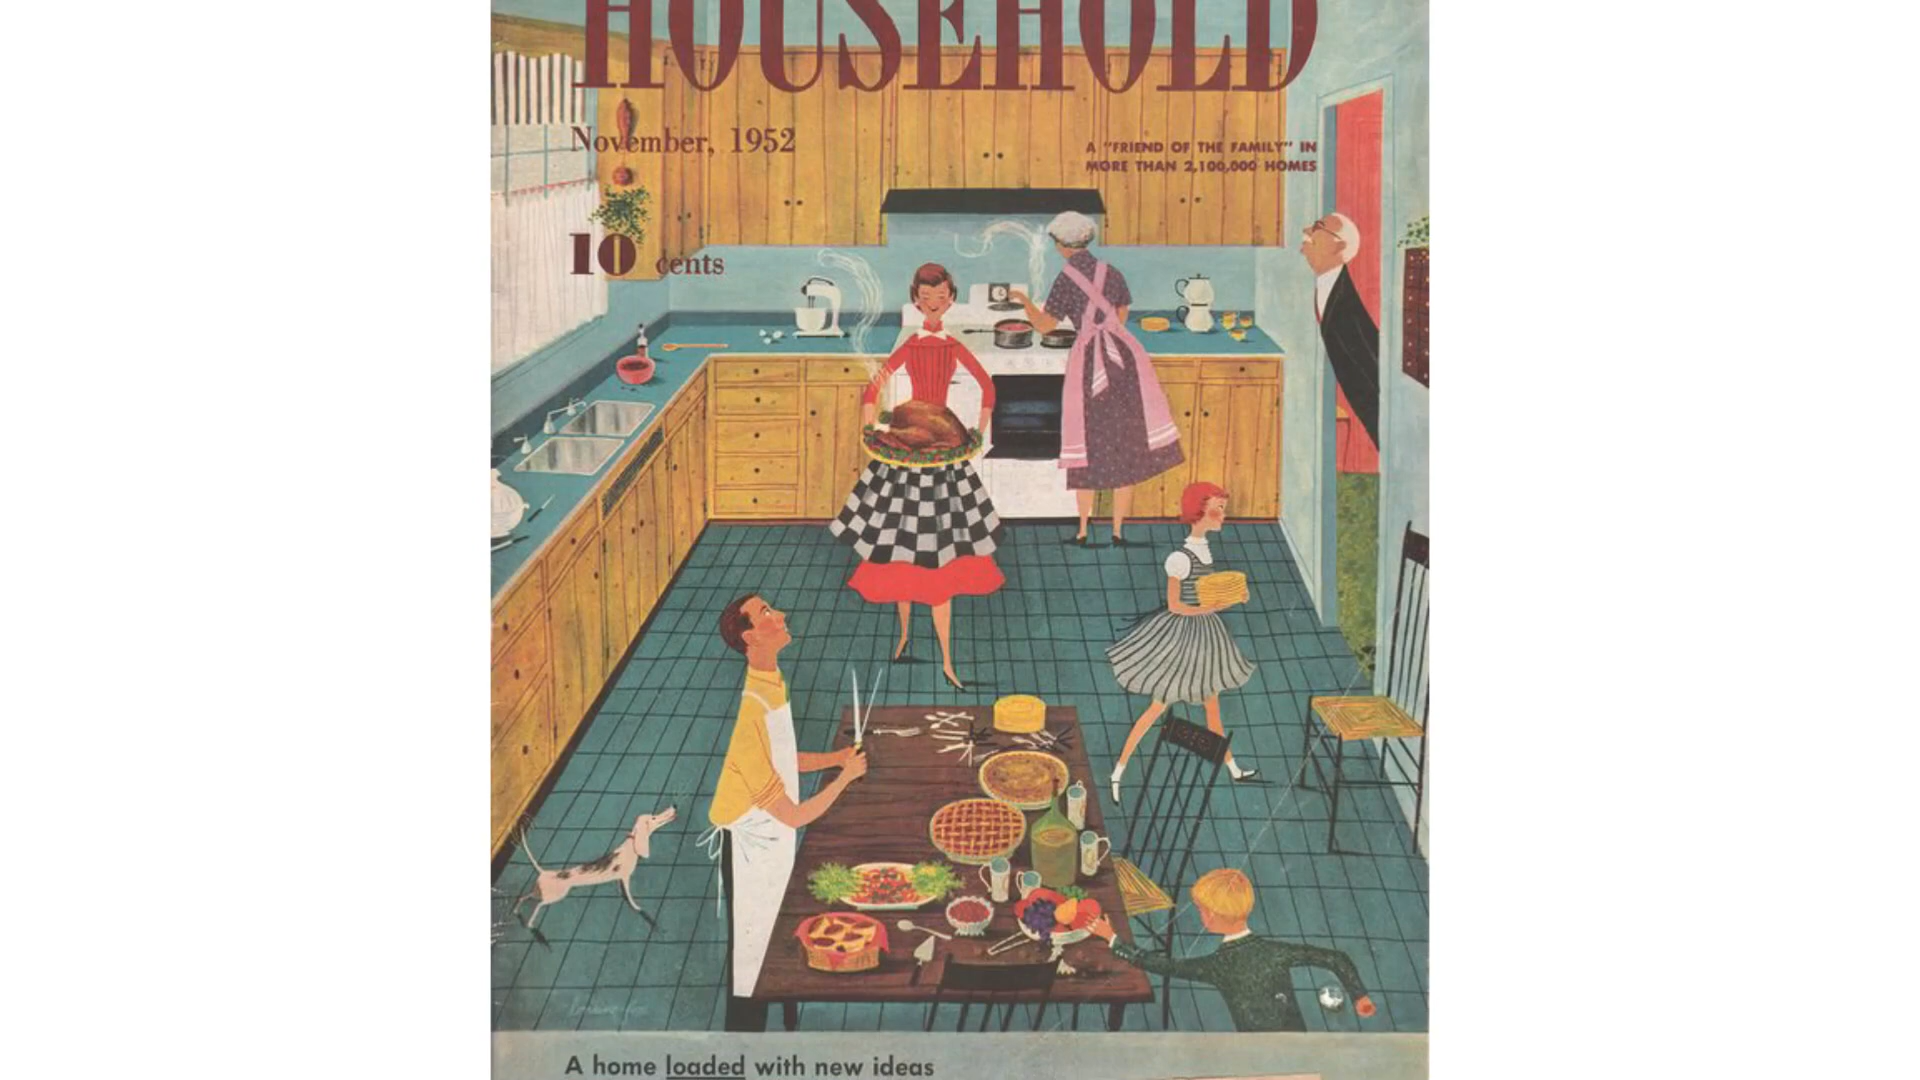 HOUSEHOLD
November, 1952
A "FRIEND OF THE FAMILY" IN
MORE THAN 2,100,000 HOMES
10 cents
A home loaded with new ideas